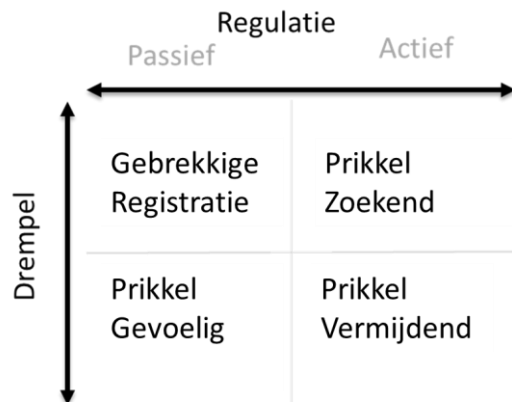 Regulatie
Passief
Actief
Drempel
Gebrekkige
Registratie
Prikkel
Zoekend
Prikkel
Gevoelig
Prikkel
Vermijdend